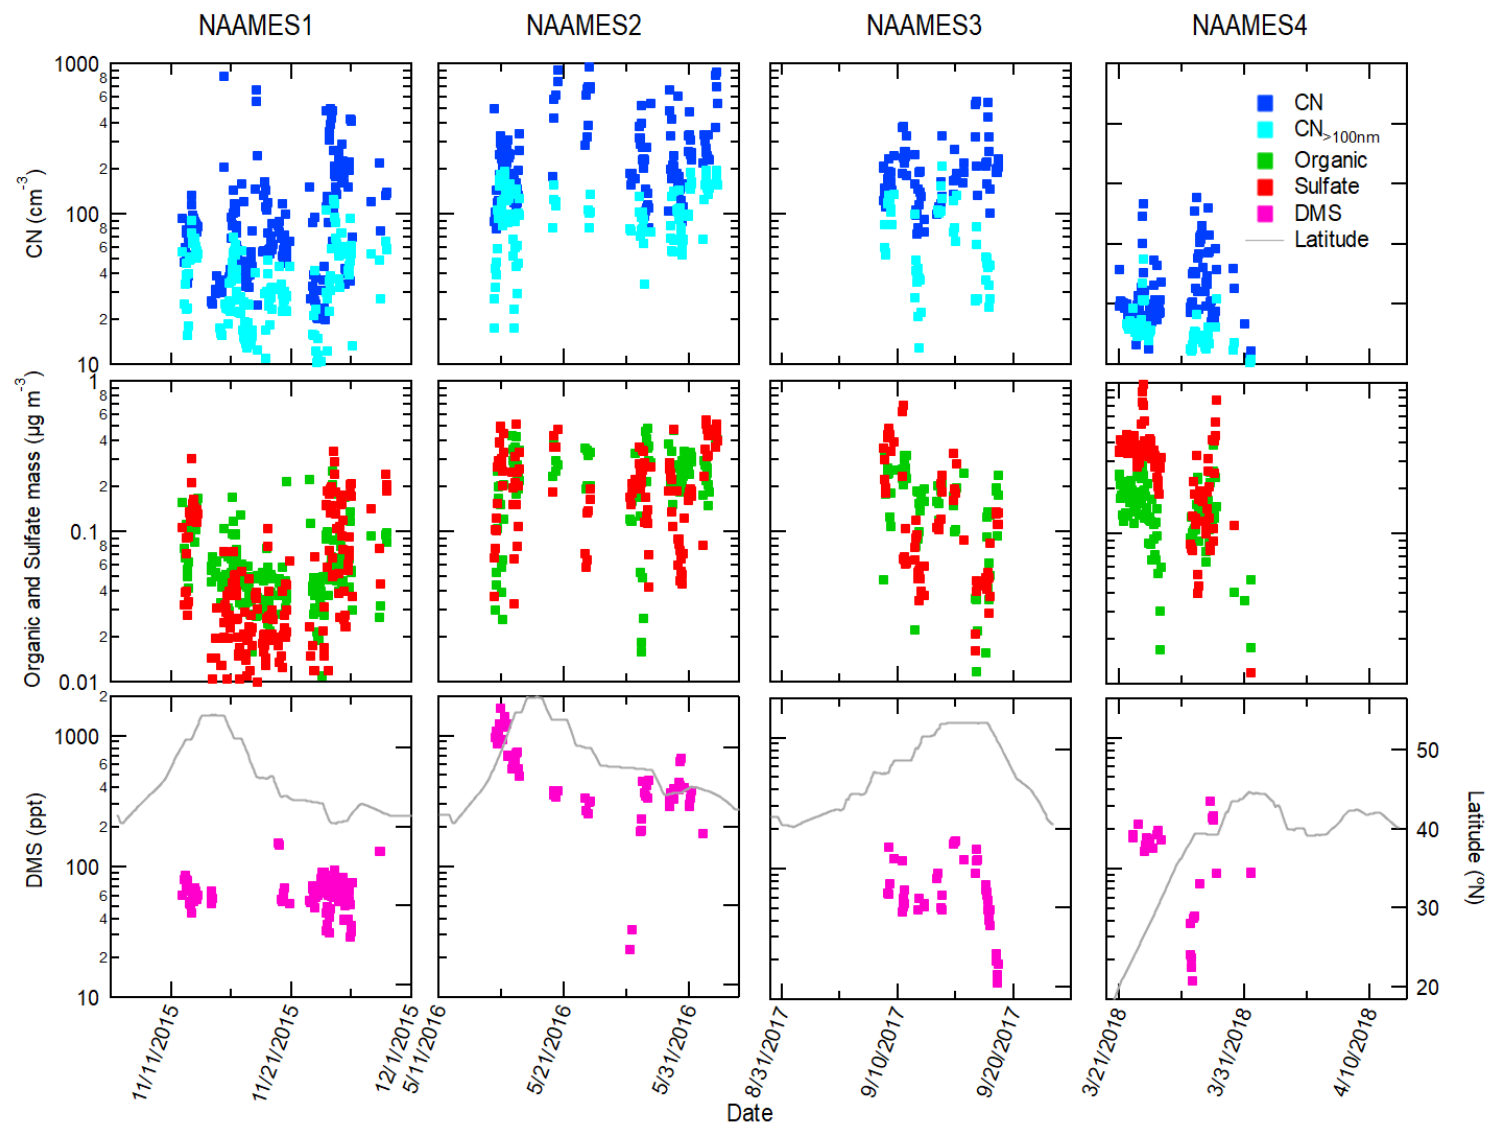 NAAMES1 NAAMES2 NAAMES3 NAAMES4
CN (cm⁻³)
1000
8
6
4
2
100
8
6
4
2
10
CN
CN>100nm
Organic
Sulfate
DMS
Latitude
Organic and Sulfate mass (µg m⁻³)
1
8
6
4
2
0.1
8
6
4
2
0.01
DMS (ppt)
2
1000
8
6
4
2
100
8
6
4
2
10
50
40
30
20
Latitude (ºN)
11/11/2015 11/21/2015 12/1/2015 5/11/2016 5/21/2016 5/31/2016 8/31/2017 9/10/2017 9/20/2017 3/21/2018 3/31/2018 4/10/2018
Date